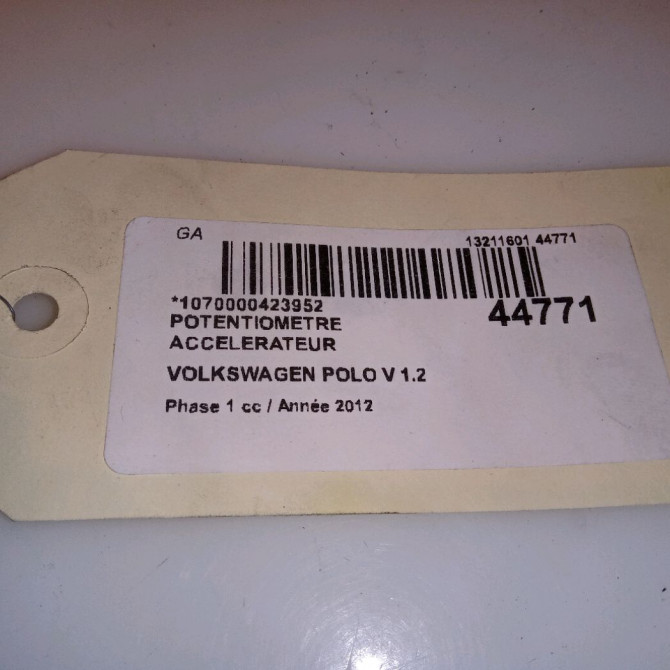 GA
13211601 44771
*1070000423952
44771
POTENTIOMETRE
ACCELERATEUR
VOLKSWAGEN POLO V 1.2
Phase 1 cc / Année 2012